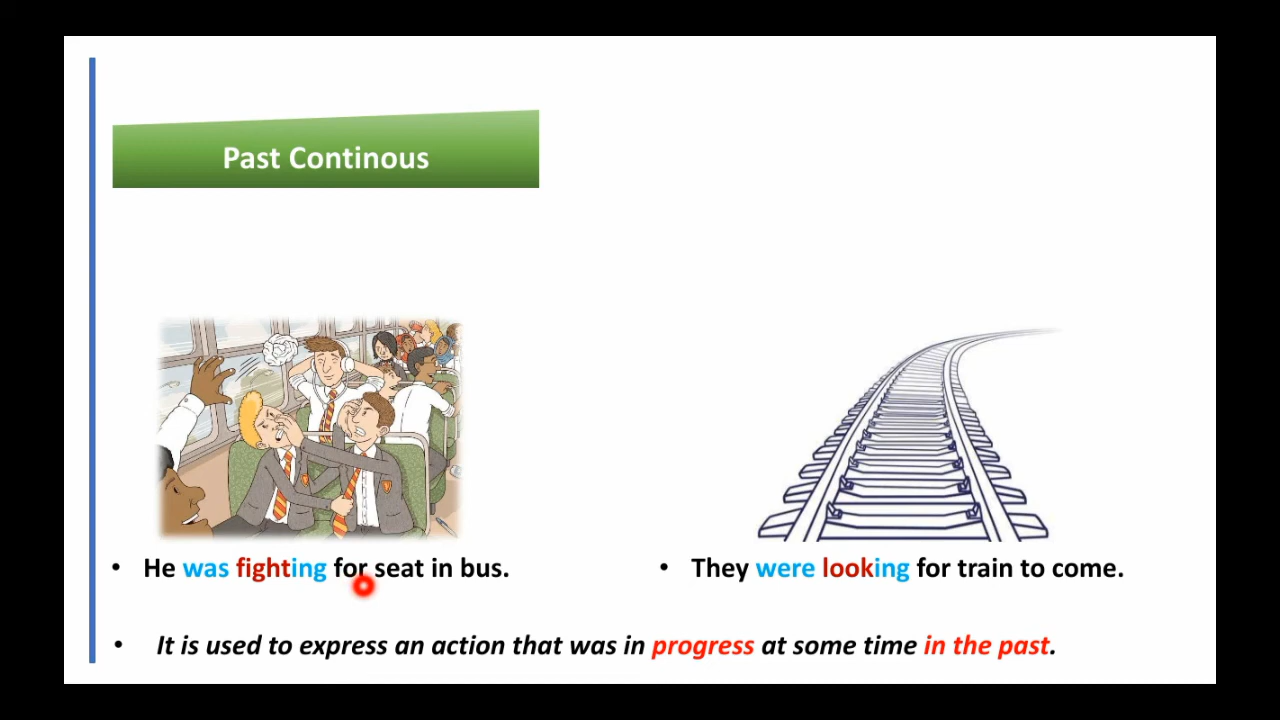 Past Continous
• He was fighting for seat in bus.
• They were looking for train to come.
• It is used to express an action that was in progress at some time in the past.